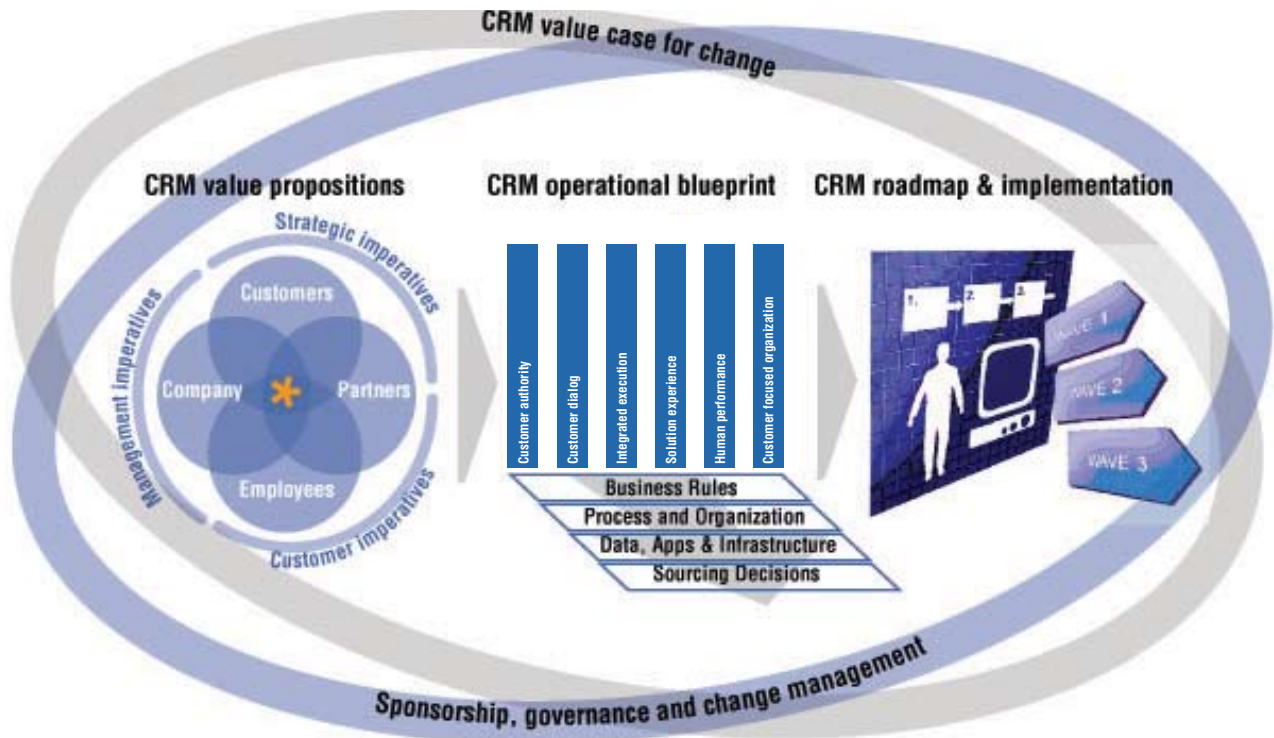 CRM value case for change
CRM value propositions
CRM operational blueprint
CRM roadmap & implementation
Strategic imperatives
Management imperatives
Customer imperatives
Customers
Company
Partners
Employees
Customer authority
Customer dialog
Integrated execution
Solution experience
Human performance
Customer focused organization
Business Rules
Process and Organization
Data, Apps & Infrastructure
Sourcing Decisions
1.
2.
3.
WAVE 1
WAVE 2
WAVE 3
Sponsorship, governance and change management